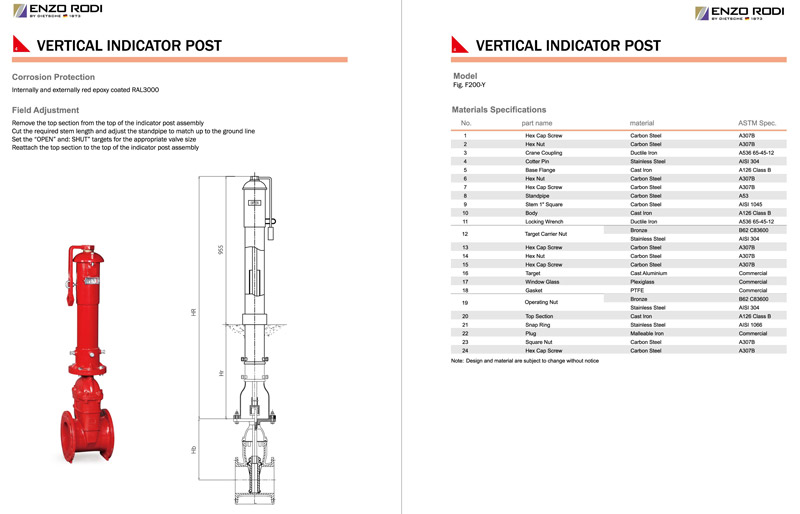 ENZO RODI
BY DIETSCHE 1973
4
VERTICAL INDICATOR POST
Corrosion Protection
Internally and externally red epoxy coated RAL3000
Field Adjustment
Remove the top section from the top of the indicator post assembly
Cut the required stem length and adjust the standpipe to match up to the ground line
Set the “OPEN” and; SHUT” targets for the appropriate valve size
Reattach the top section to the top of the indicator post assembly
955
HR
Hr
Hb
ENZO RODI
BY DIETSCHE 1973
4
VERTICAL INDICATOR POST
Model
Fig. F200-Y
Materials Specifications
No. part name material ASTM Spec.
1 Hex Cap Screw Carbon Steel A307B
2 Hex Nut Carbon Steel A307B
3 Crane Coupling Ductile Iron A536 65-45-12
4 Cotter Pin Stainless Steel AISI 304
5 Base Flange Cast Iron A126 Class B
6 Hex Nut Carbon Steel A307B
7 Hex Cap Screw Carbon Steel A307B
8 Standpipe Carbon Steel A53
9 Stem 1" Square Carbon Steel AISI 1045
10 Body Cast Iron A126 Class B
11 Locking Wrench Ductile Iron A536 65-45-12
12 Target Carrier Nut Bronze B62 C83600
Stainless Steel AISI 304
13 Hex Cap Screw Carbon Steel A307B
14 Hex Nut Carbon Steel A307B
15 Hex Cap Screw Carbon Steel A307B
16 Target Cast Aluminium Commercial
17 Window Glass Plexiglass Commercial
18 Gasket PTFE Commercial
19 Operating Nut Bronze B62 C83600
Stainless Steel AISI 304
20 Top Section Cast Iron A126 Class B
21 Snap Ring Stainless Steel AISI 1066
22 Plug Malleable Iron Commercial
23 Square Nut Carbon Steel A307B
24 Hex Cap Screw Carbon Steel A307B
Note: Design and material are subject to change without notice